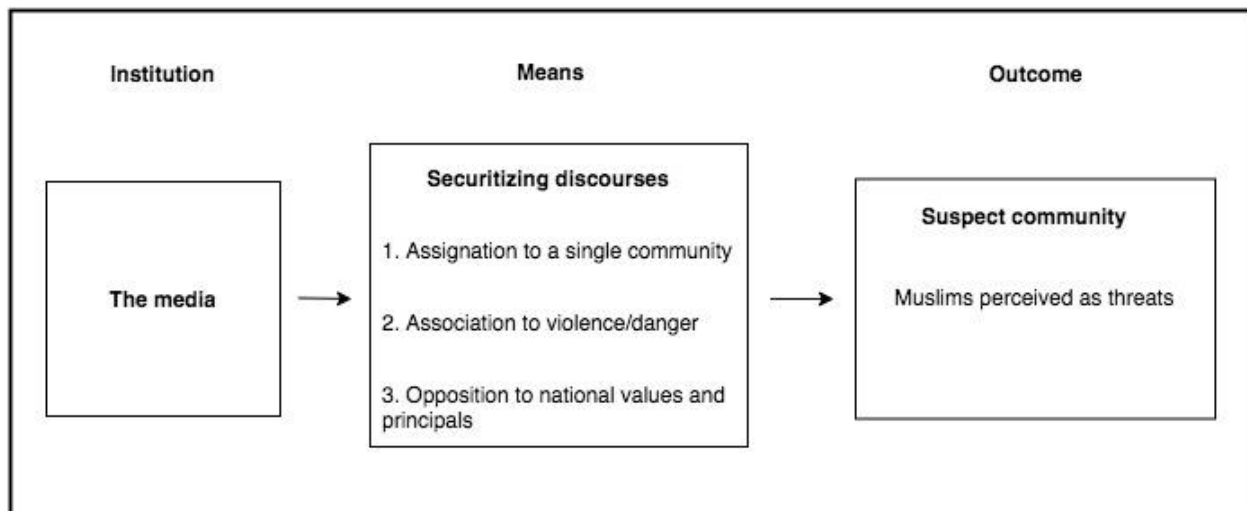 Institution
Means
Outcome
The media
Securitizing discourses
1. Assignation to a single community
2. Association to violence/danger
3. Opposition to national values and
principals
Suspect community
Muslims perceived as threats